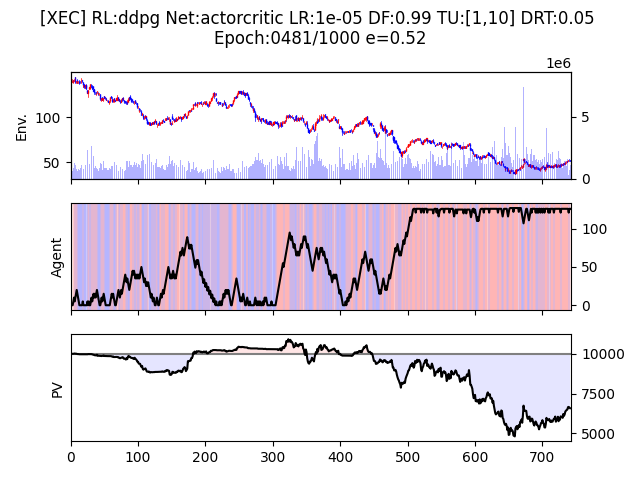 [XEC] RL:ddpg Net:actorcritic LR:1e-05 DF:0.99 TU:[1,10] DRT:0.05
Epoch:0481/1000 e=0.52
1e6
Env.
100
50
5
0
Agent
100
50
0
PV
10000
7500
5000
0 100 200 300 400 500 600 700